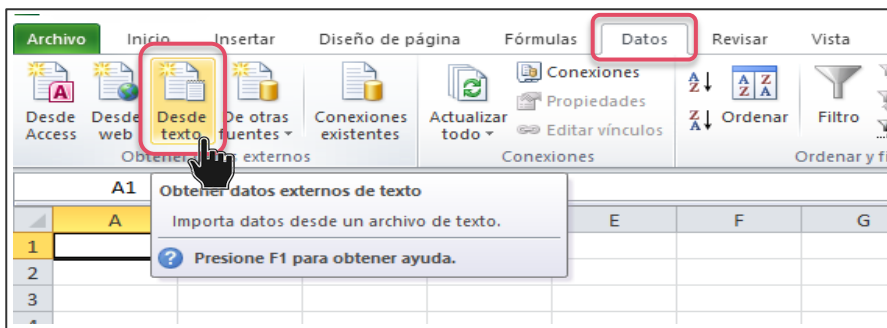 Archivo Inicio Insertar Diseño de página Fórmulas Datos Revisar Vista
Desde Access
Desde web
Desde texto
De otras fuentes
Conexiones existentes
Actualizar todo
Conexiones
Propiedades
Editar vínculos
A Z
Z A
A Z Z A
Ordenar
Filtro
externos
Conexiones
Ordenar y
A1
Obtener datos externos de texto
Importa datos desde un archivo de texto.
Presione F1 para obtener ayuda.
A E F G
1
2
3